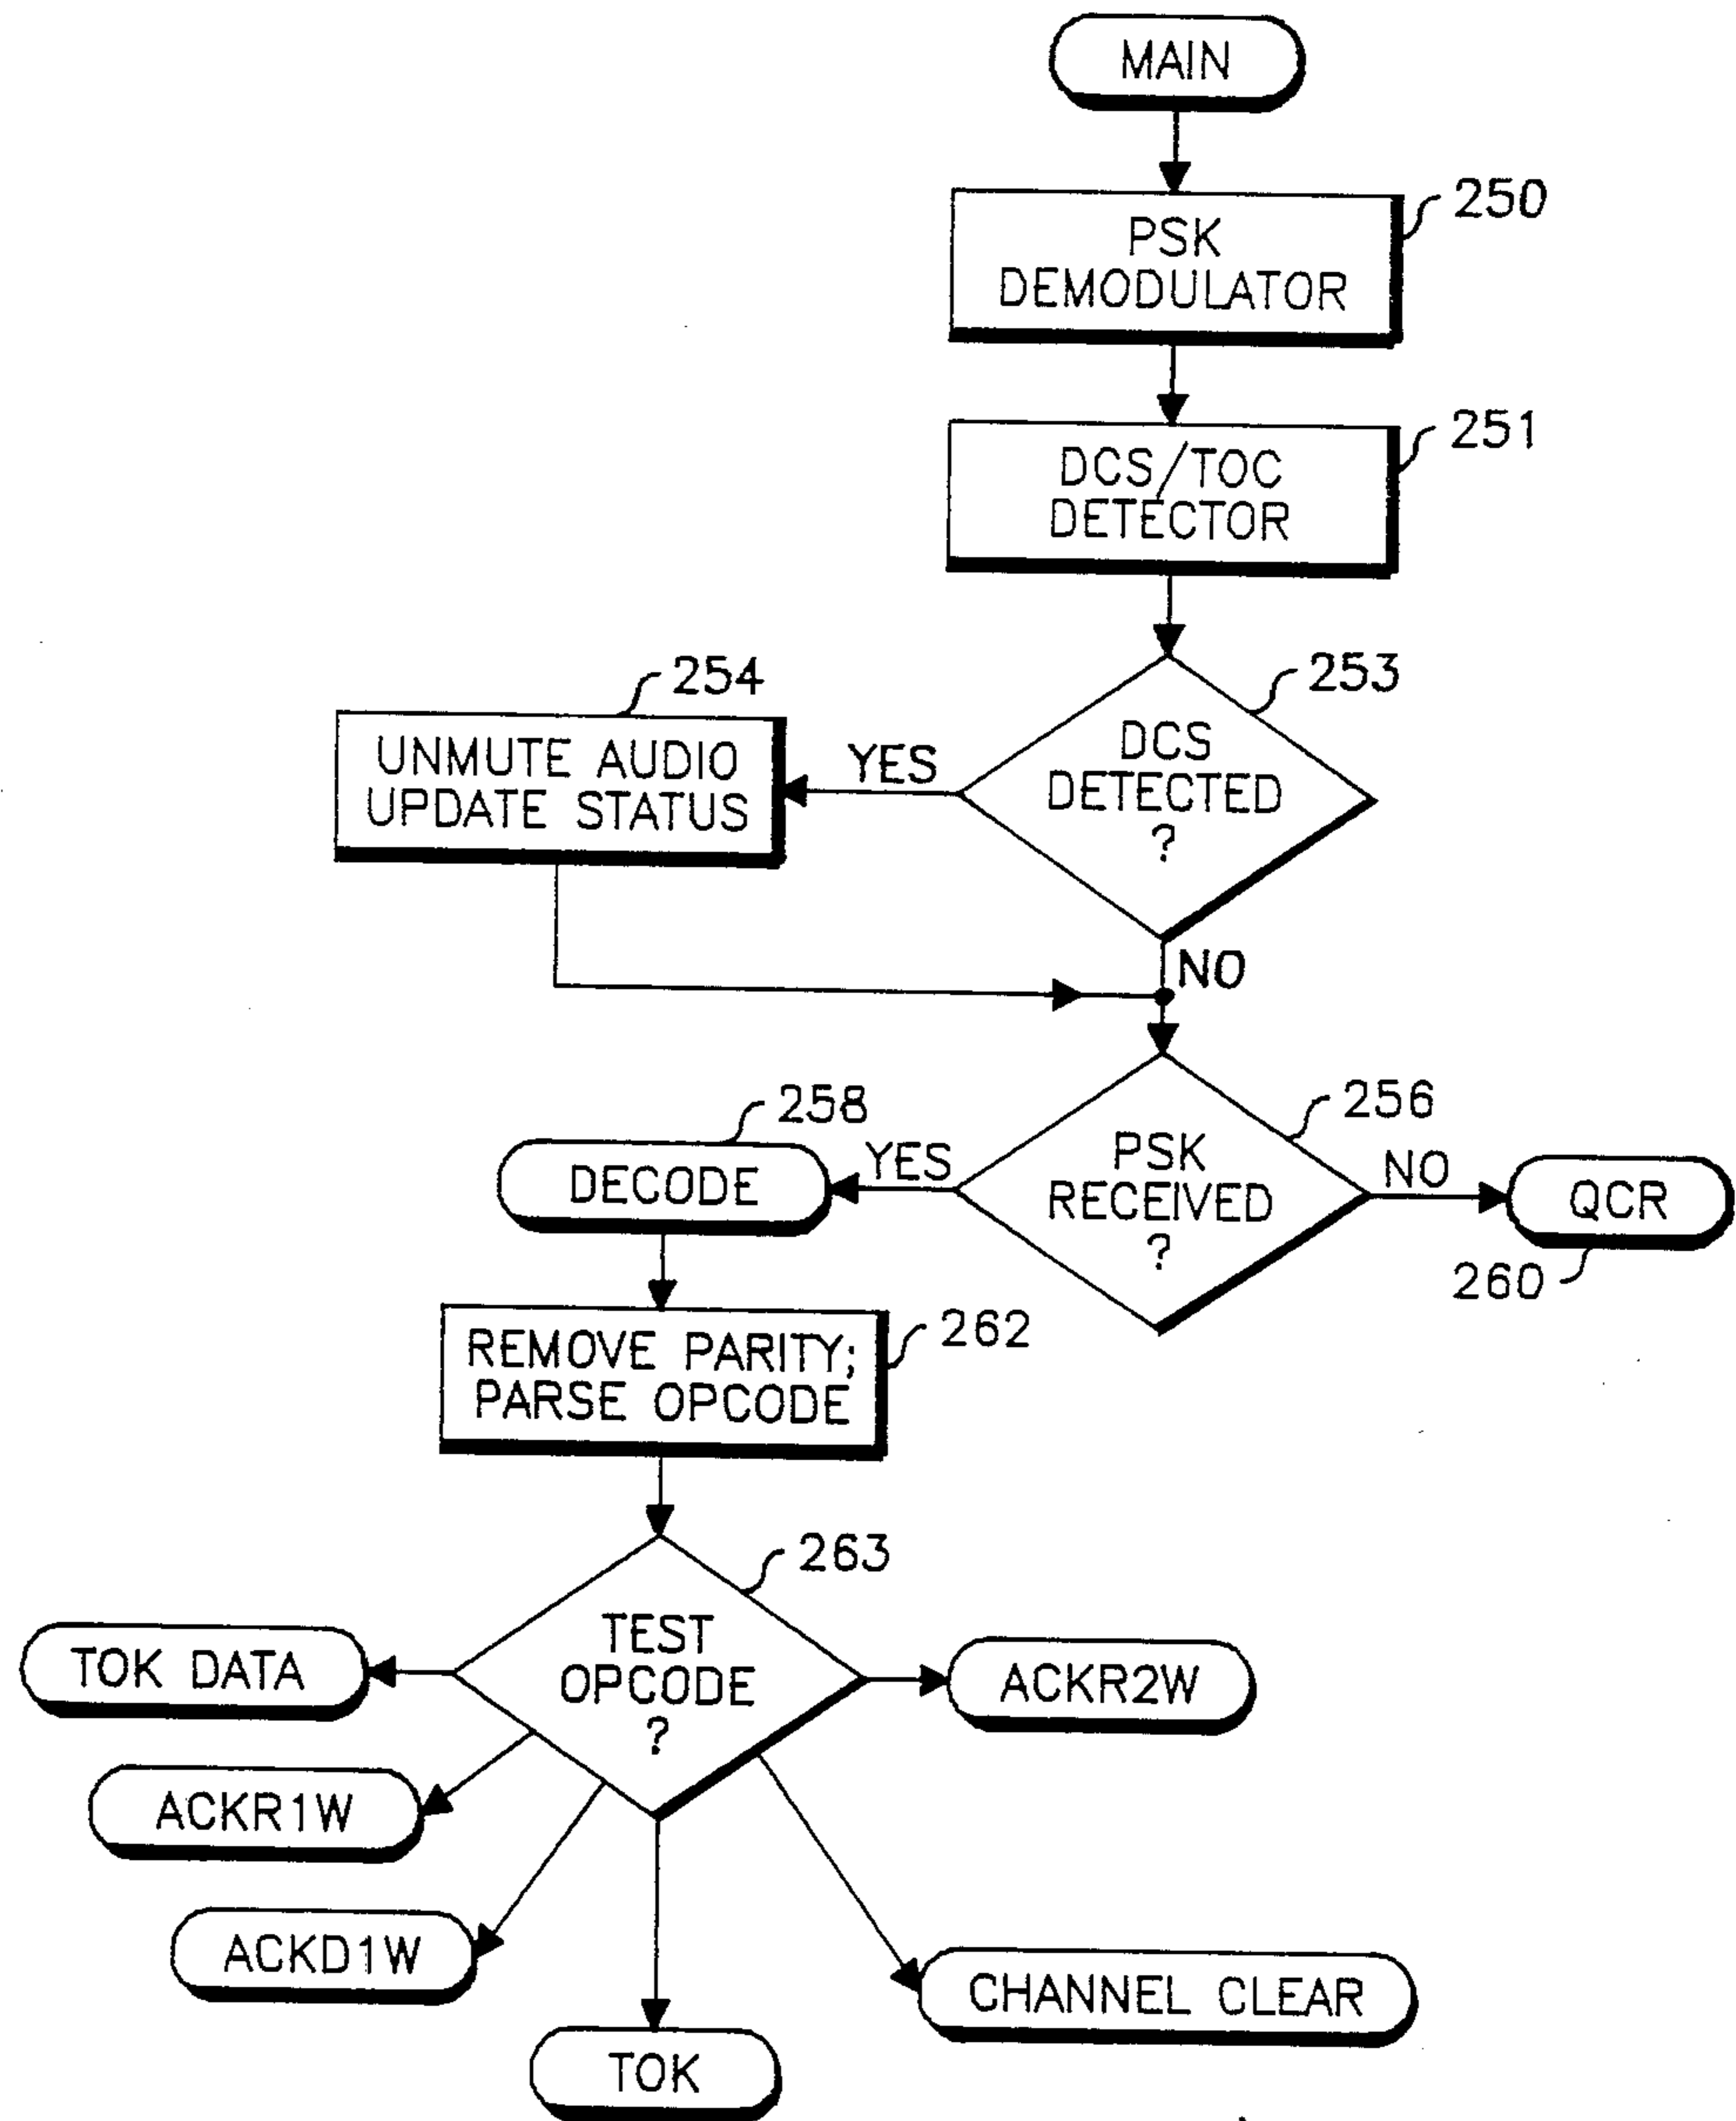 MAIN
250
PSK
DEMODULATOR
251
DCS/TOC
DETECTOR
253
254
DCS
DETECTED
?
YES
UNMUTE AUDIO
UPDATE STATUS
NO
256
258
PSK
RECEIVED
?
YES
DECODE
NO
QCR
260
262
REMOVE PARITY;
PARSE OPCODE
263
TEST
OPCODE
?
TOK DATA
ACKR2W
ACKR1W
ACKD1W
CHANNEL CLEAR
TOK